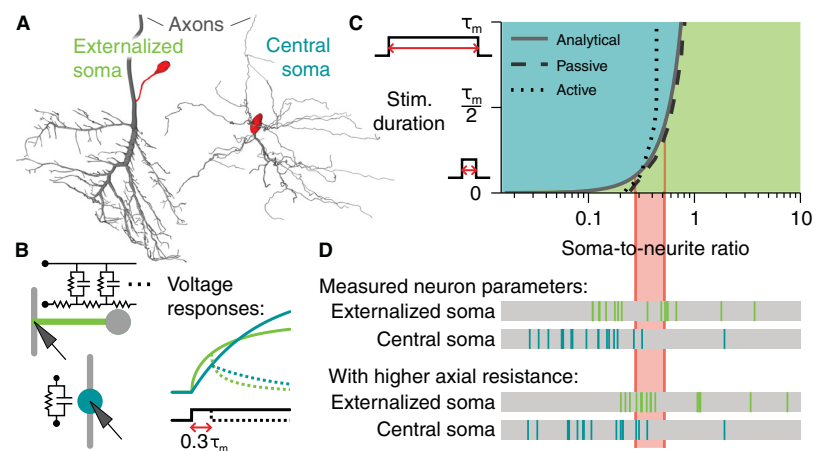 A
Axons
Externalized
soma
Central
soma
B
Voltage
responses:
0.3τm
C
τm
τm
2
0
Stim.
duration
Analytical
Passive
Active
0.1
1
10
Soma-to-neurite ratio
D
Measured neuron parameters:
Externalized soma
Central soma
With higher axial resistance:
Externalized soma
Central soma